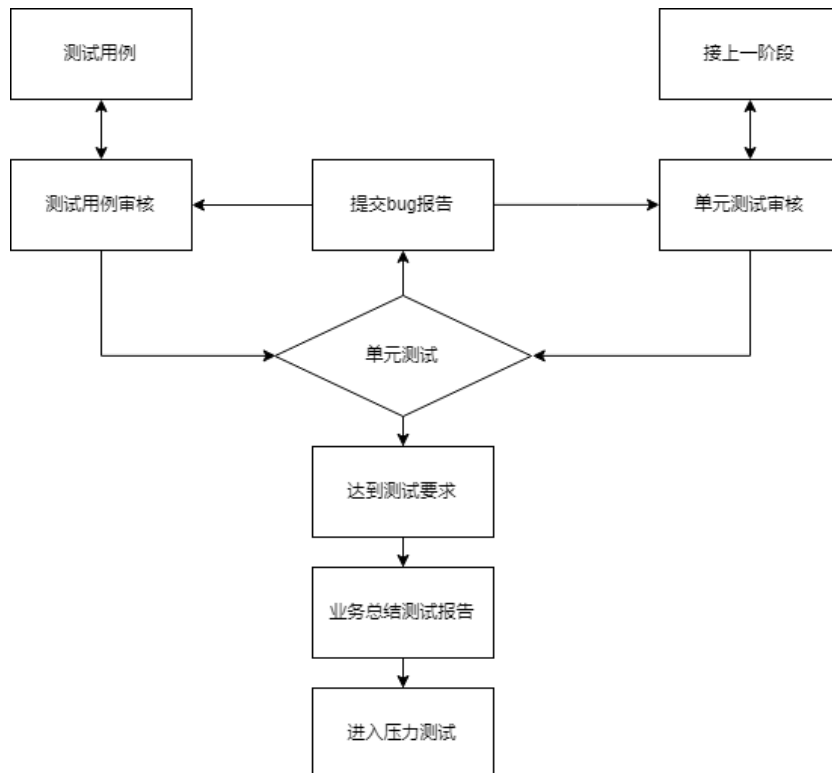 测试用例
接上一阶段
测试用例审核
提交bug报告
单元测试审核
单元测试
达到测试要求
业务总结测试报告
进入压力测试